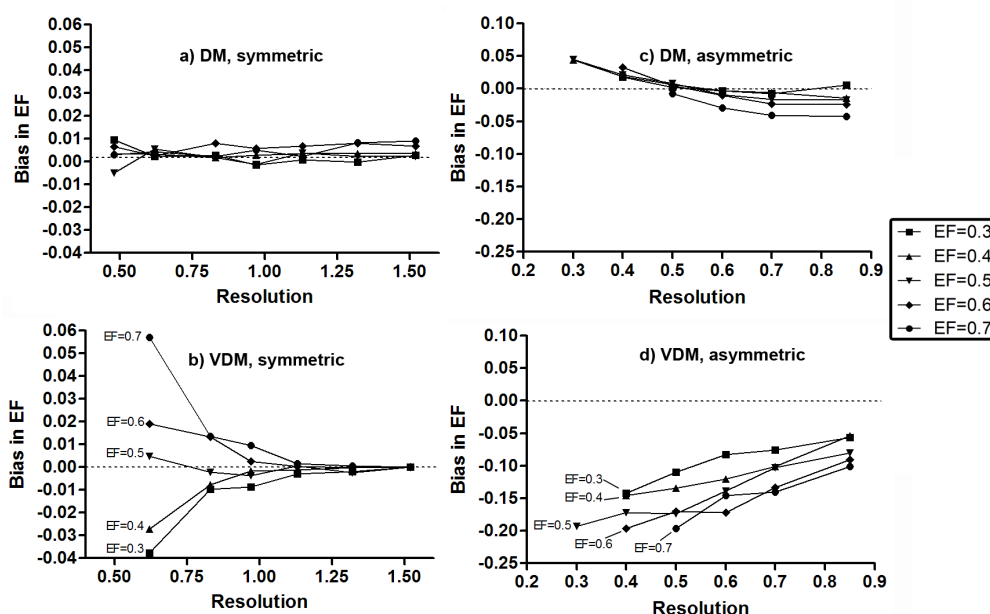 a) DM, symmetric
Bias in EF
0.06
0.05
0.04
0.03
0.02
0.01
0.00
-0.01
-0.02
-0.03
-0.04
0.50
0.75
1.00
1.25
1.50
Resolution
c) DM, asymmetric
Bias in EF
0.10
0.05
0.00
-0.05
-0.10
-0.15
-0.20
-0.25
0.2
0.3
0.4
0.5
0.6
0.7
0.8
0.9
Resolution
EF=0.3
EF=0.4
EF=0.5
EF=0.6
EF=0.7
b) VDM, symmetric
Bias in EF
0.06
0.05
0.04
0.03
0.02
0.01
0.00
-0.01
-0.02
-0.03
-0.04
EF=0.7
EF=0.6
EF=0.5
EF=0.4
EF=0.3
0.50
0.75
1.00
1.25
1.50
Resolution
d) VDM, asymmetric
Bias in EF
0.10
0.05
0.00
-0.05
-0.10
-0.15
-0.20
-0.25
EF=0.3
EF=0.4
EF=0.5
EF=0.6
EF=0.7
0.2
0.3
0.4
0.5
0.6
0.7
0.8
0.9
Resolution